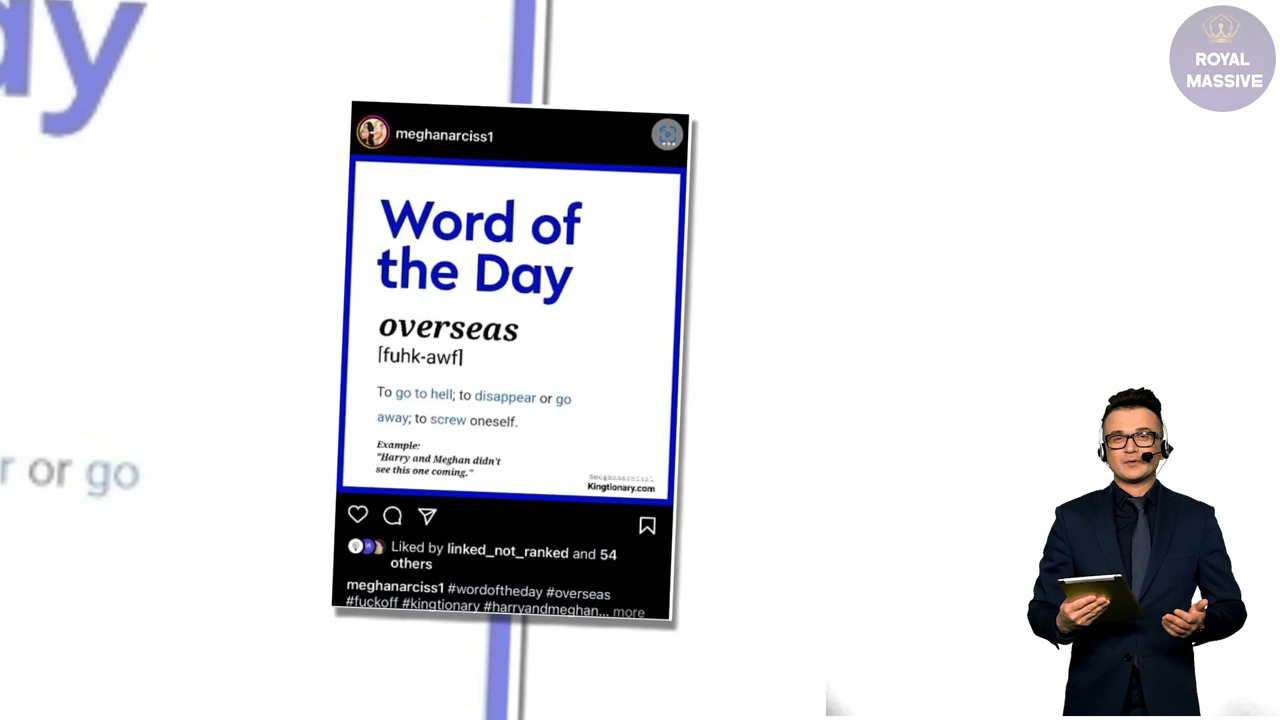 ay
ROYAL
MASSIVE
meghanarciss1
Word of
the Day
overseas
[fuhk-awf]
To go to hell; to disappear or go
away; to screw oneself.
Example:
"Harry and Meghan didn't
see this one coming."
@meghanarciss1
Kingtionary.com
r or go
Liked by linked_not_ranked and 54
others
meghanarciss1 #wordoftheday #overseas
#fuckoff #kingtionary #harryandmeghan... more